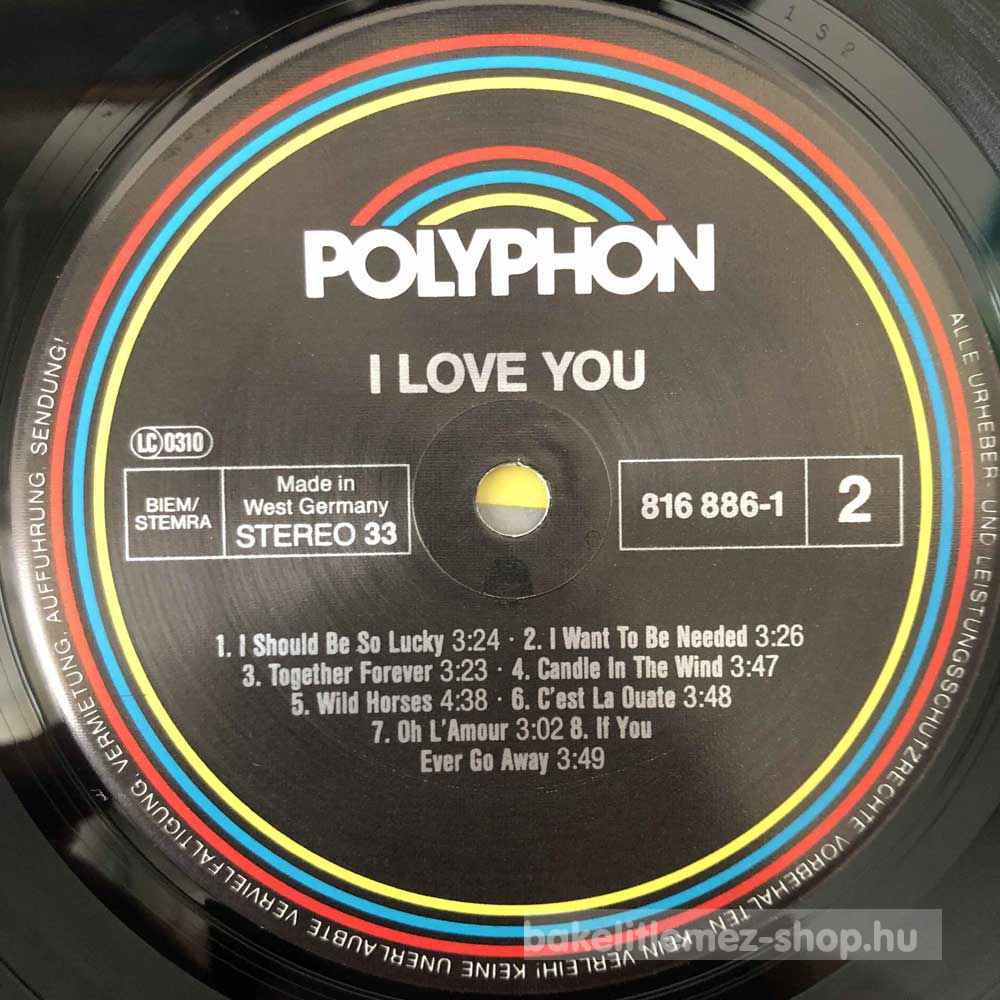 1 S P
POLYPHON
I LOVE YOU
LC 0310
BIEM/
STEMRA
Made in
West Germany
STEREO 33
816 886-1
2
1. I Should Be So Lucky 3:24 · 2. I Want To Be Needed 3:26
3. Together Forever 3:23 · 4. Candle In The Wind 3:47
5. Wild Horses 4:38 · 6. C'est La Ouate 3:48
7. Oh L'Amour 3:02 8. If You
Ever Go Away 3:49
ALLE URHEBER- UND LEISTUNGSSCHUTZRECHTE VORBEHALTEN. KEIN VERLEIH! KEINE UNERLAUBTE VERVIELFÄLTIGUNG, VERMIETUNG, AUFFÜHRUNG, SENDUNG!
bakelitlemez-shop.hu